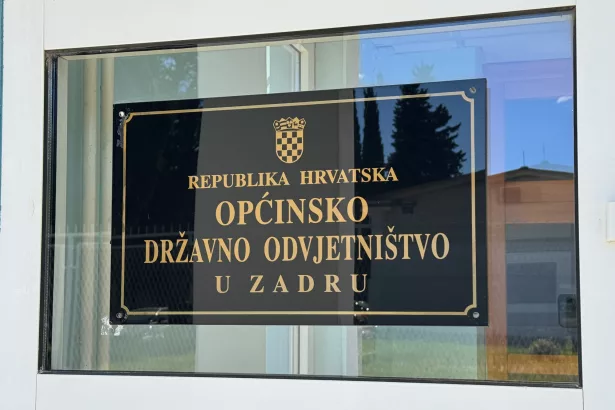 REPUBLIKA HRVATSKA
OPĆINSKO
DRŽAVNO ODVJETNIŠTVO
U ZADRU